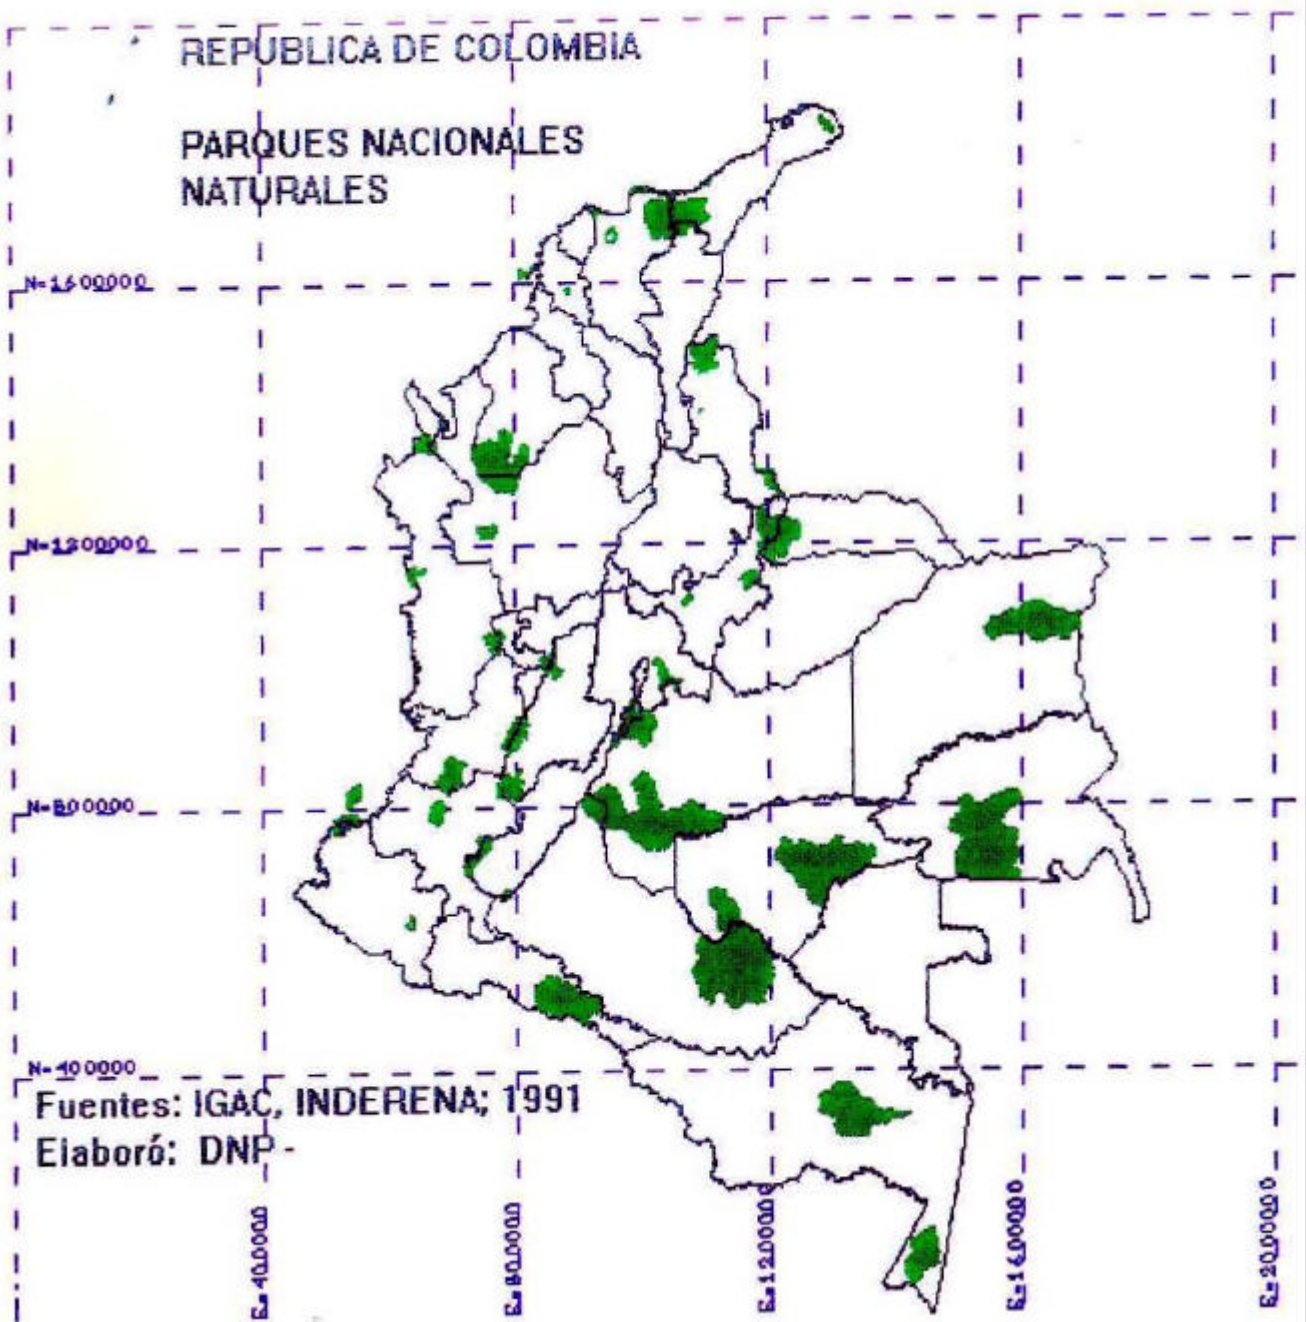 REPUBLICA DE COLOMBIA
PARQUES NACIONALES
NATURALES
N=1600000
N=1200000
N=800000
N=400000
Fuentes: IGAC, INDERENA; 1991
Elaboró: DNP -
E=400000
E=800000
E=1200000
E=1600000
E=2000000